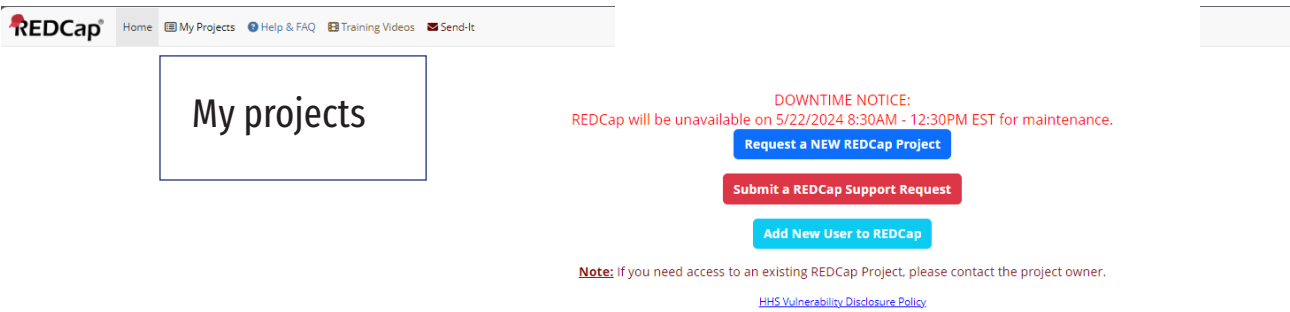 REDCap® Home My Projects Help & FAQ Training Videos Send-It
My projects
DOWNTIME NOTICE:
REDCap will be unavailable on 5/22/2024 8:30AM - 12:30PM EST for maintenance.
Request a NEW REDCap Project
Submit a REDCap Support Request
Add New User to REDCap
Note: If you need access to an existing REDCap Project, please contact the project owner.
HHS Vulnerability Disclosure Policy